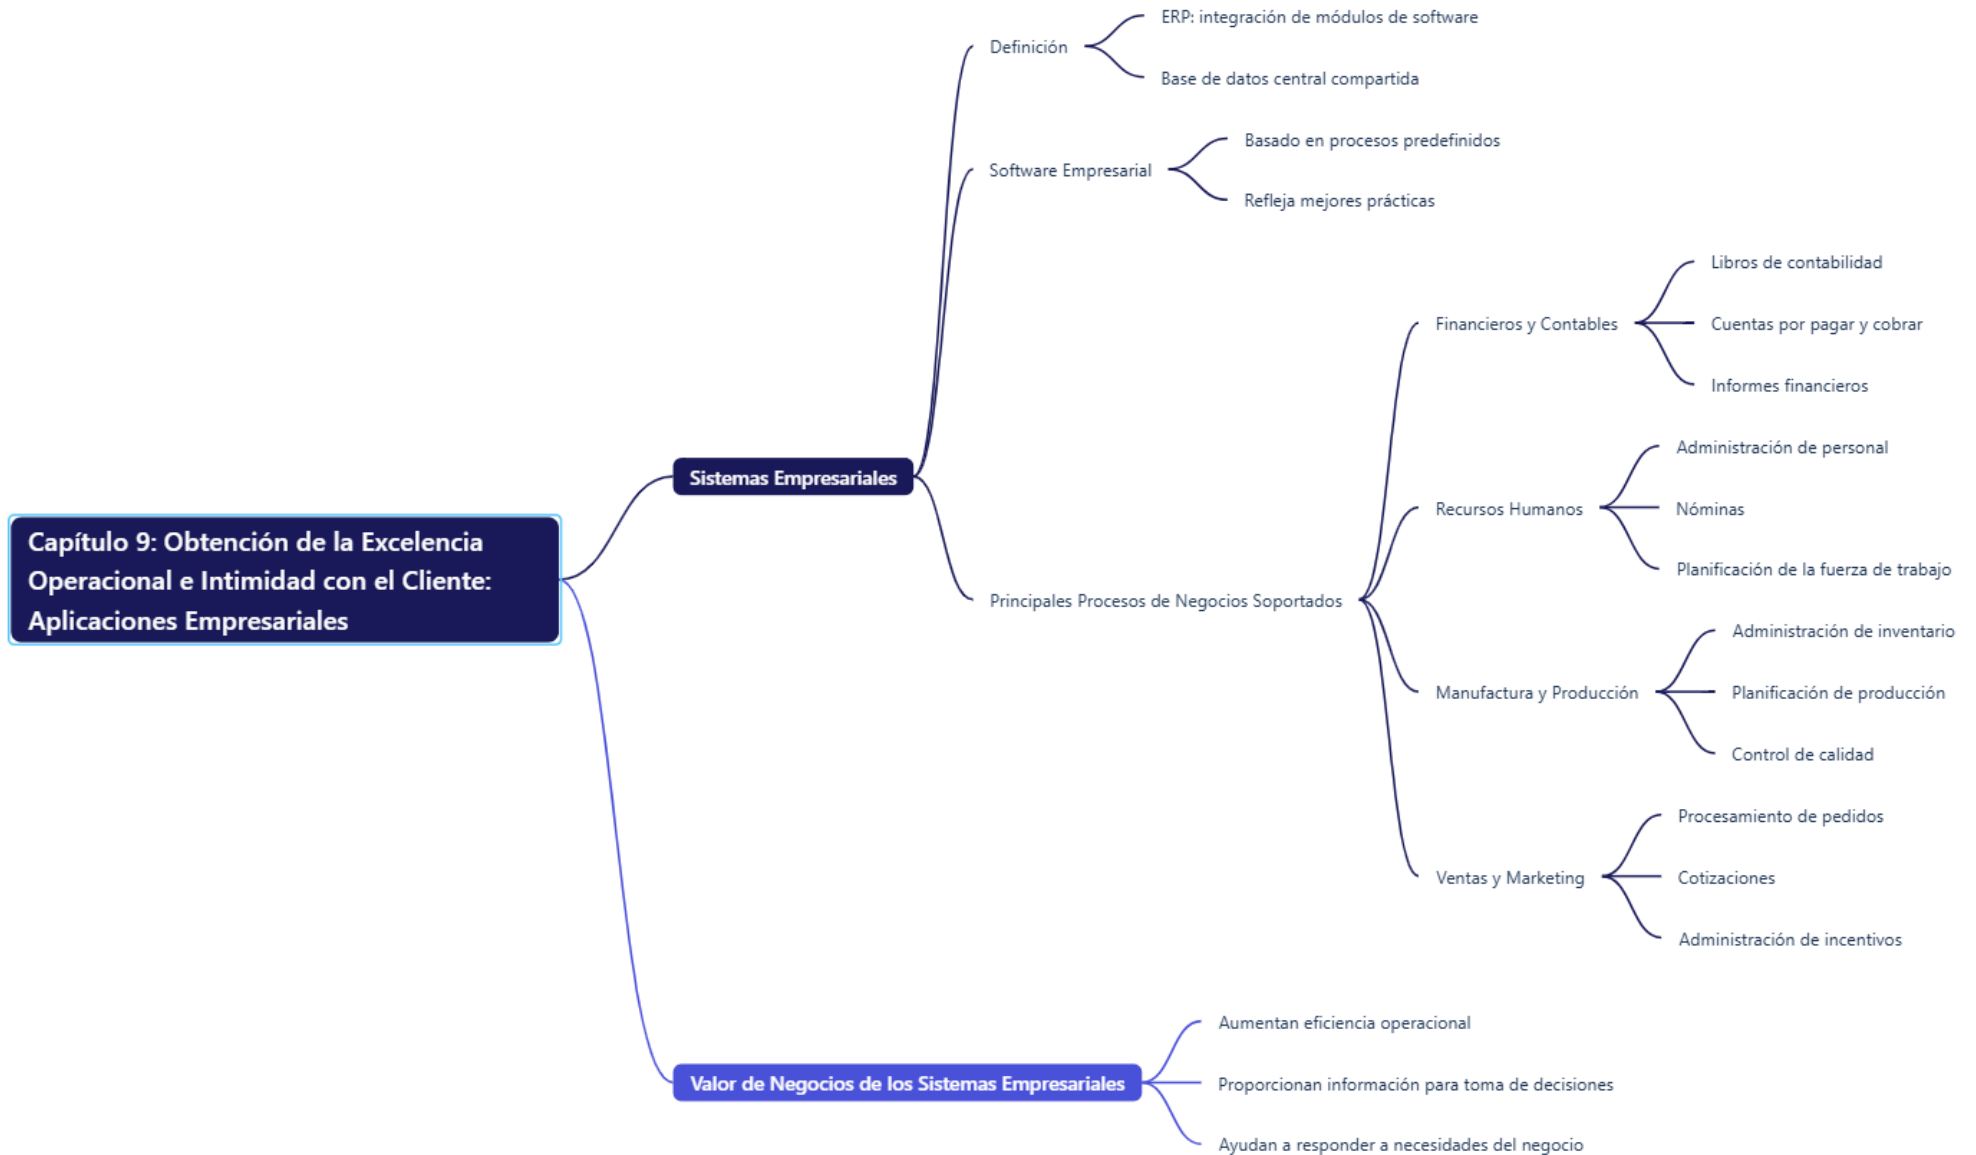 Capítulo 9: Obtención de la Excelencia
Operacional e Intimidad con el Cliente:
Aplicaciones Empresariales
Sistemas Empresariales
Definición
ERP: integración de módulos de software
Base de datos central compartida
Software Empresarial
Basado en procesos predefinidos
Refleja mejores prácticas
Principales Procesos de Negocios Soportados
Financieros y Contables
Libros de contabilidad
Cuentas por pagar y cobrar
Informes financieros
Recursos Humanos
Administración de personal
Nóminas
Planificación de la fuerza de trabajo
Manufactura y Producción
Administración de inventario
Planificación de producción
Control de calidad
Ventas y Marketing
Procesamiento de pedidos
Cotizaciones
Administración de incentivos
Valor de Negocios de los Sistemas Empresariales
Aumentan eficiencia operacional
Proporcionan información para toma de decisiones
Ayudan a responder a necesidades del negocio